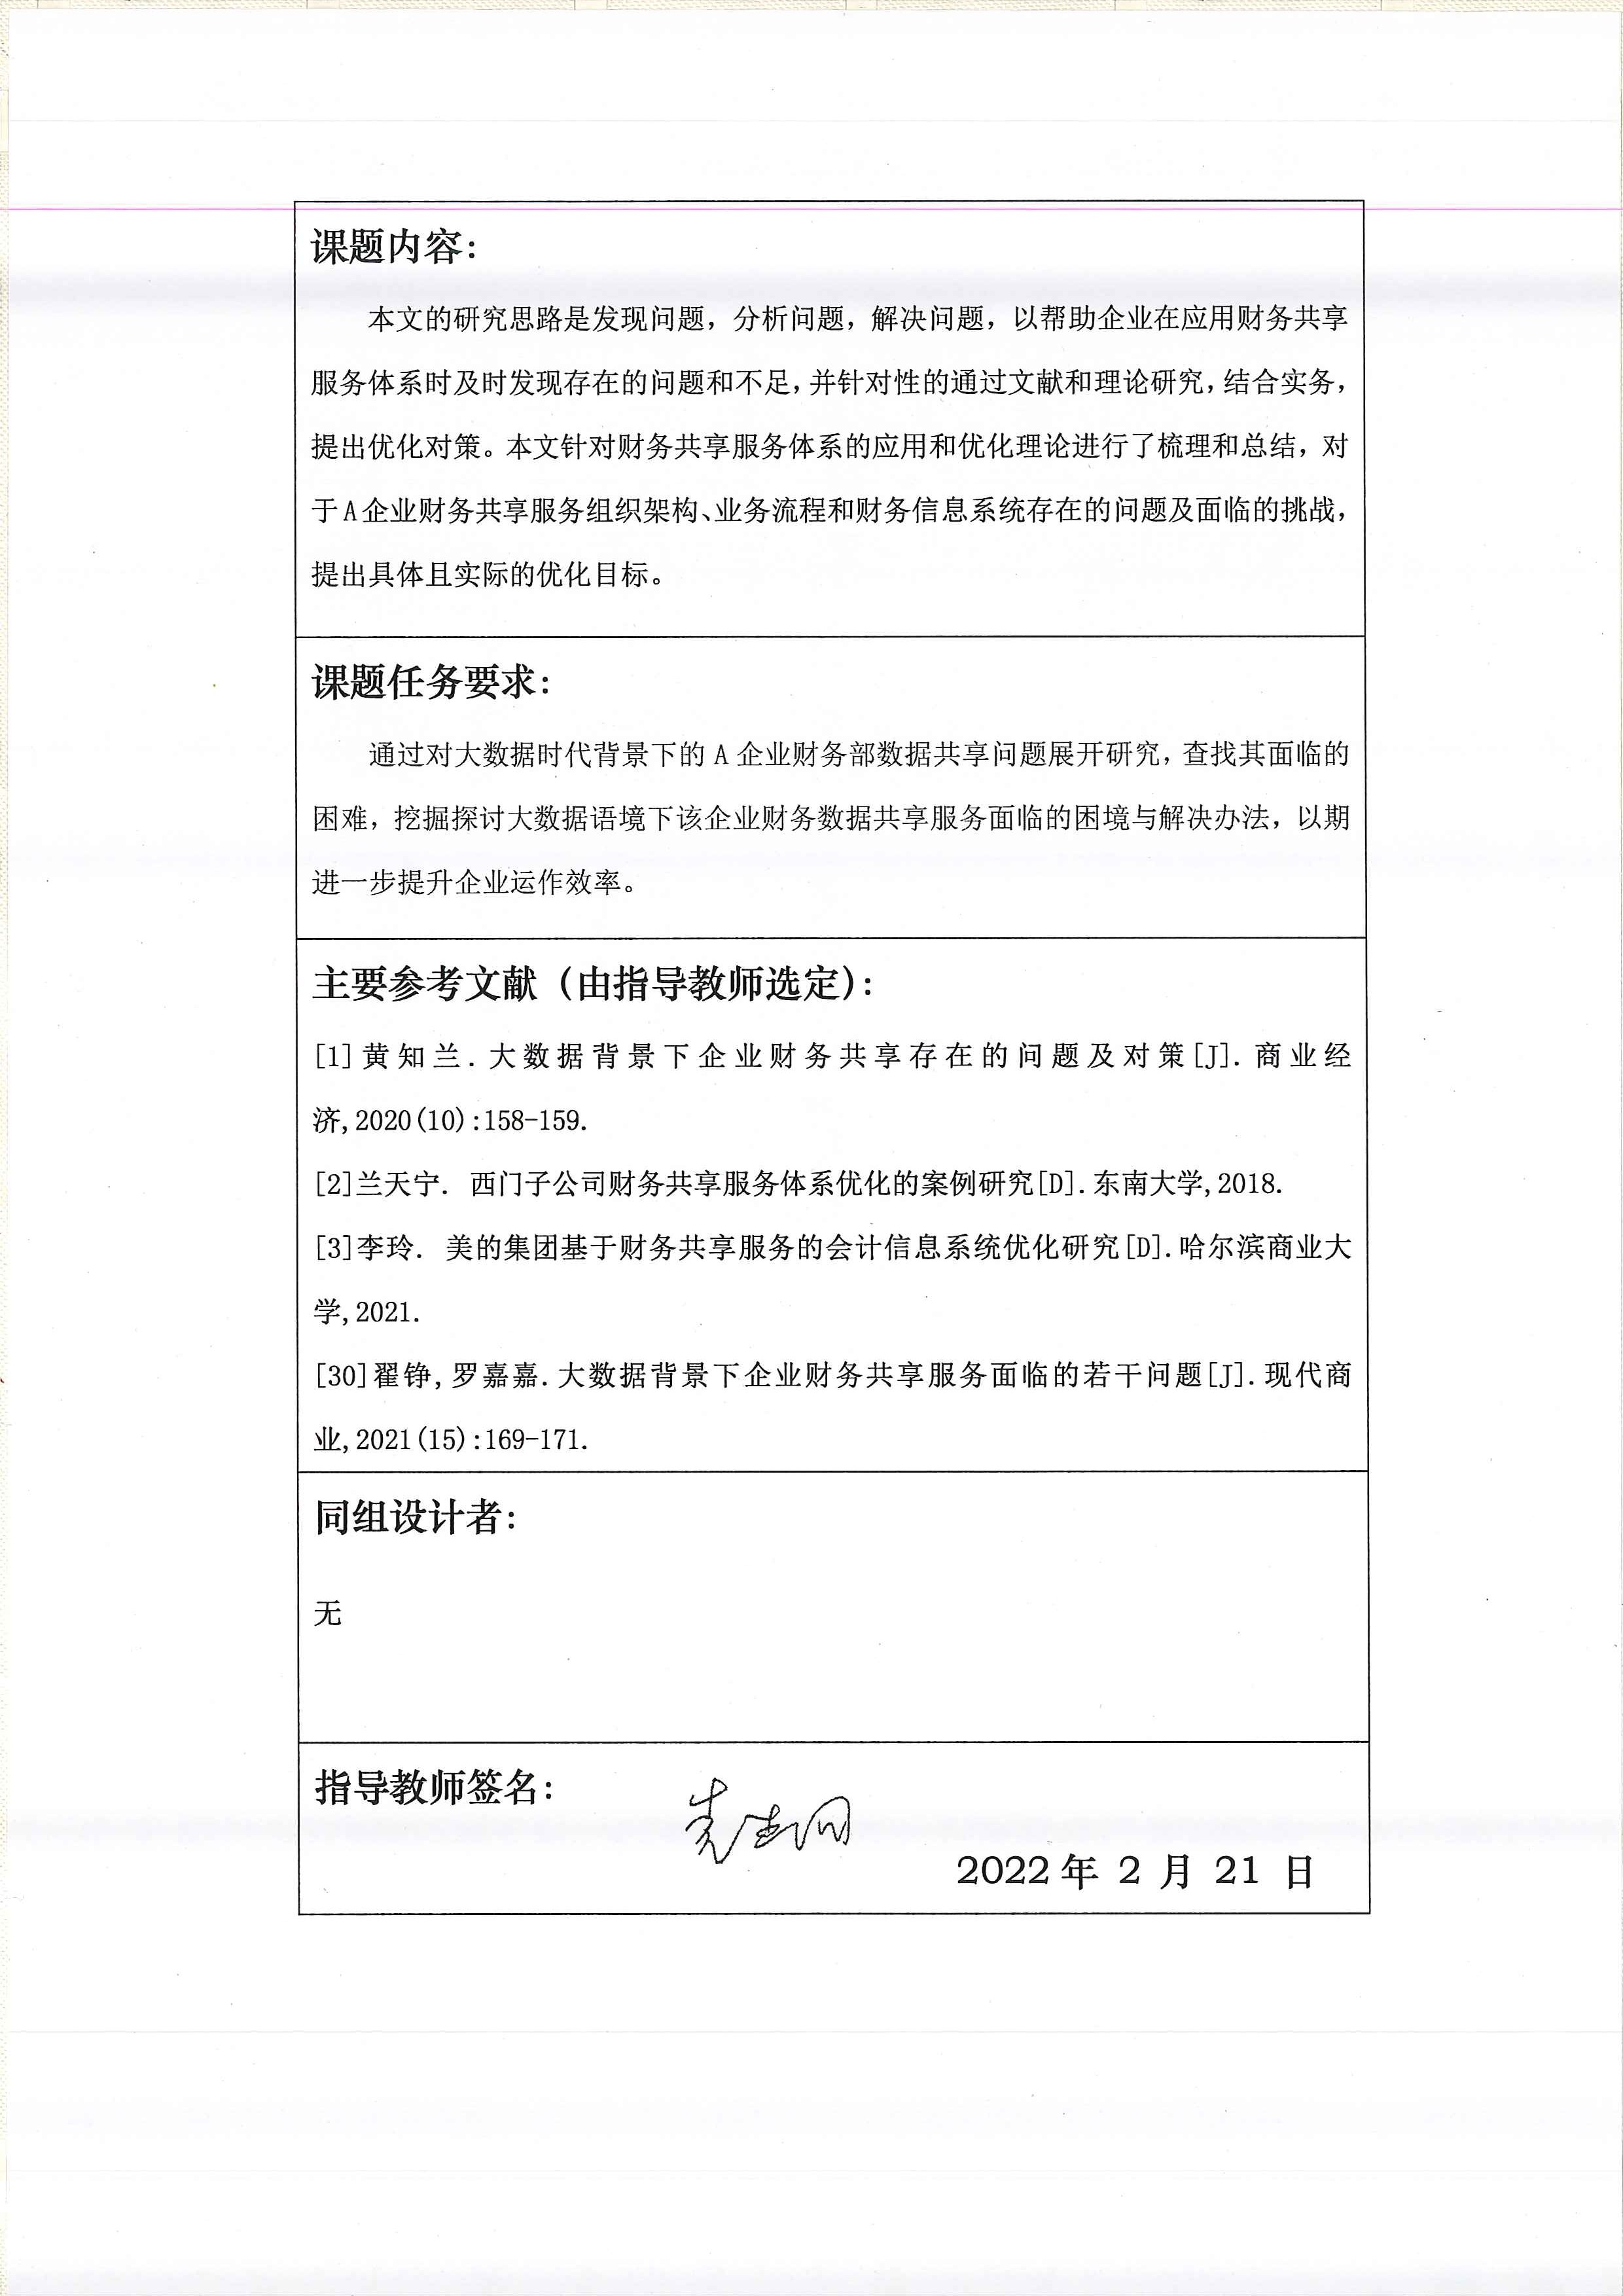 课题内容：
本文的研究思路是发现问题，分析问题，解决问题，以帮助企业在应用财务共享
服务体系时及时发现存在的问题和不足，并针对性的通过文献和理论研究，结合实务，
提出优化对策。本文针对财务共享服务体系的应用和优化理论进行了梳理和总结，对
于A企业财务共享服务组织架构、业务流程和财务信息系统存在的问题及面临的挑战，
提出具体且实际的优化目标。
课题任务要求：
通过对大数据时代背景下的 A 企业财务部数据共享问题展开研究，查找其面临的
困难，挖掘探讨大数据语境下该企业财务数据共享服务面临的困境与解决办法，以期
进一步提升企业运作效率。
主要参考文献（由指导教师选定）：
[1]黄知兰.大数据背景下企业财务共享存在的问题及对策[J].商业经
济,2020(10):158-159.
[2]兰天宁. 西门子公司财务共享服务体系优化的案例研究[D].东南大学,2018.
[3]李玲. 美的集团基于财务共享服务的会计信息系统优化研究[D].哈尔滨商业大
学,2021.
[30]翟铮,罗嘉嘉.大数据背景下企业财务共享服务面临的若干问题[J].现代商
业,2021(15):169-171.
同组设计者：
无
指导教师签名：
2022 年 2 月 21 日